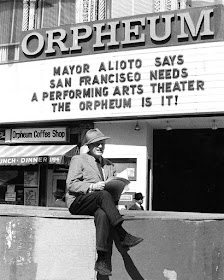 ORPHEUM
MAYOR ALIOTO SAYS
SAN FRANCISCO NEEDS
A PERFORMING ARTS THEATER
THE ORPHEUM IS IT!
Orpheum Coffee Shop
LUNCH • DINNER